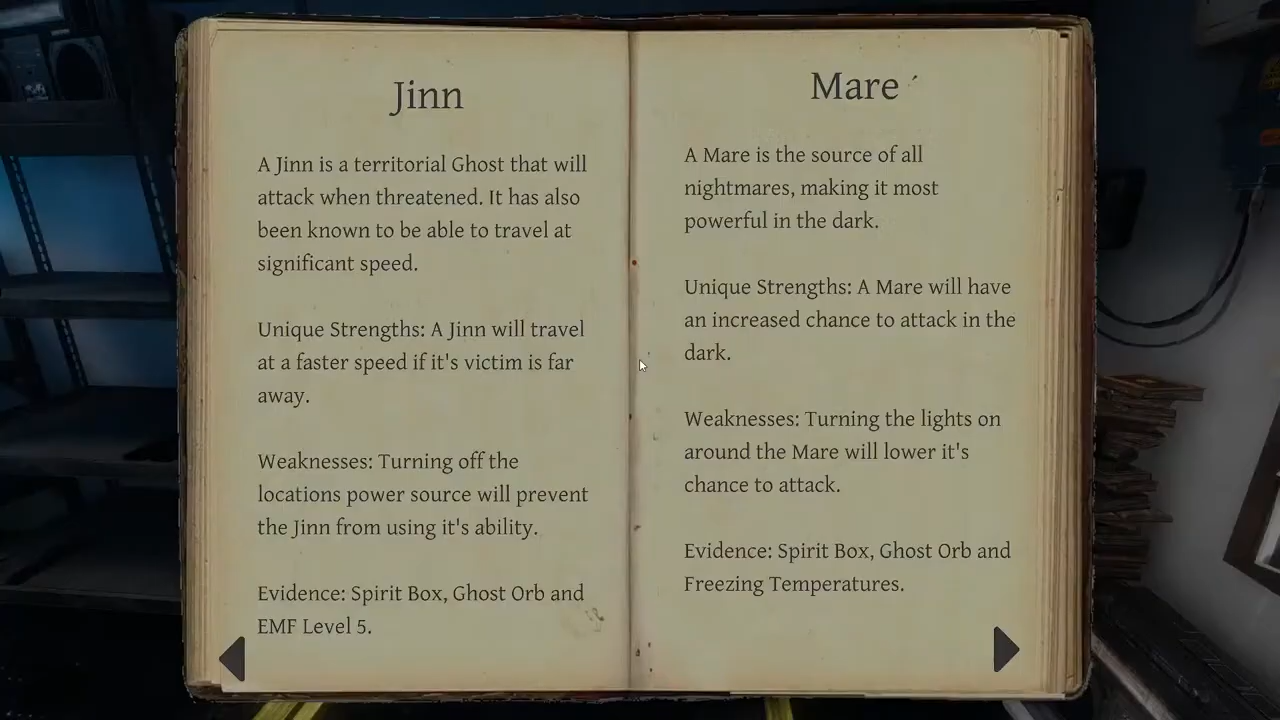 Jinn
A Jinn is a territorial Ghost that will
attack when threatened. It has also
been known to be able to travel at
significant speed.
Unique Strengths: A Jinn will travel
at a faster speed if it's victim is far
away.
Weaknesses: Turning off the
locations power source will prevent
the Jinn from using it's ability.
Evidence: Spirit Box, Ghost Orb and
EMF Level 5.
Mare
A Mare is the source of all
nightmares, making it most
powerful in the dark.
Unique Strengths: A Mare will have
an increased chance to attack in the
dark.
Weaknesses: Turning the lights on
around the Mare will lower it's
chance to attack.
Evidence: Spirit Box, Ghost Orb and
Freezing Temperatures.